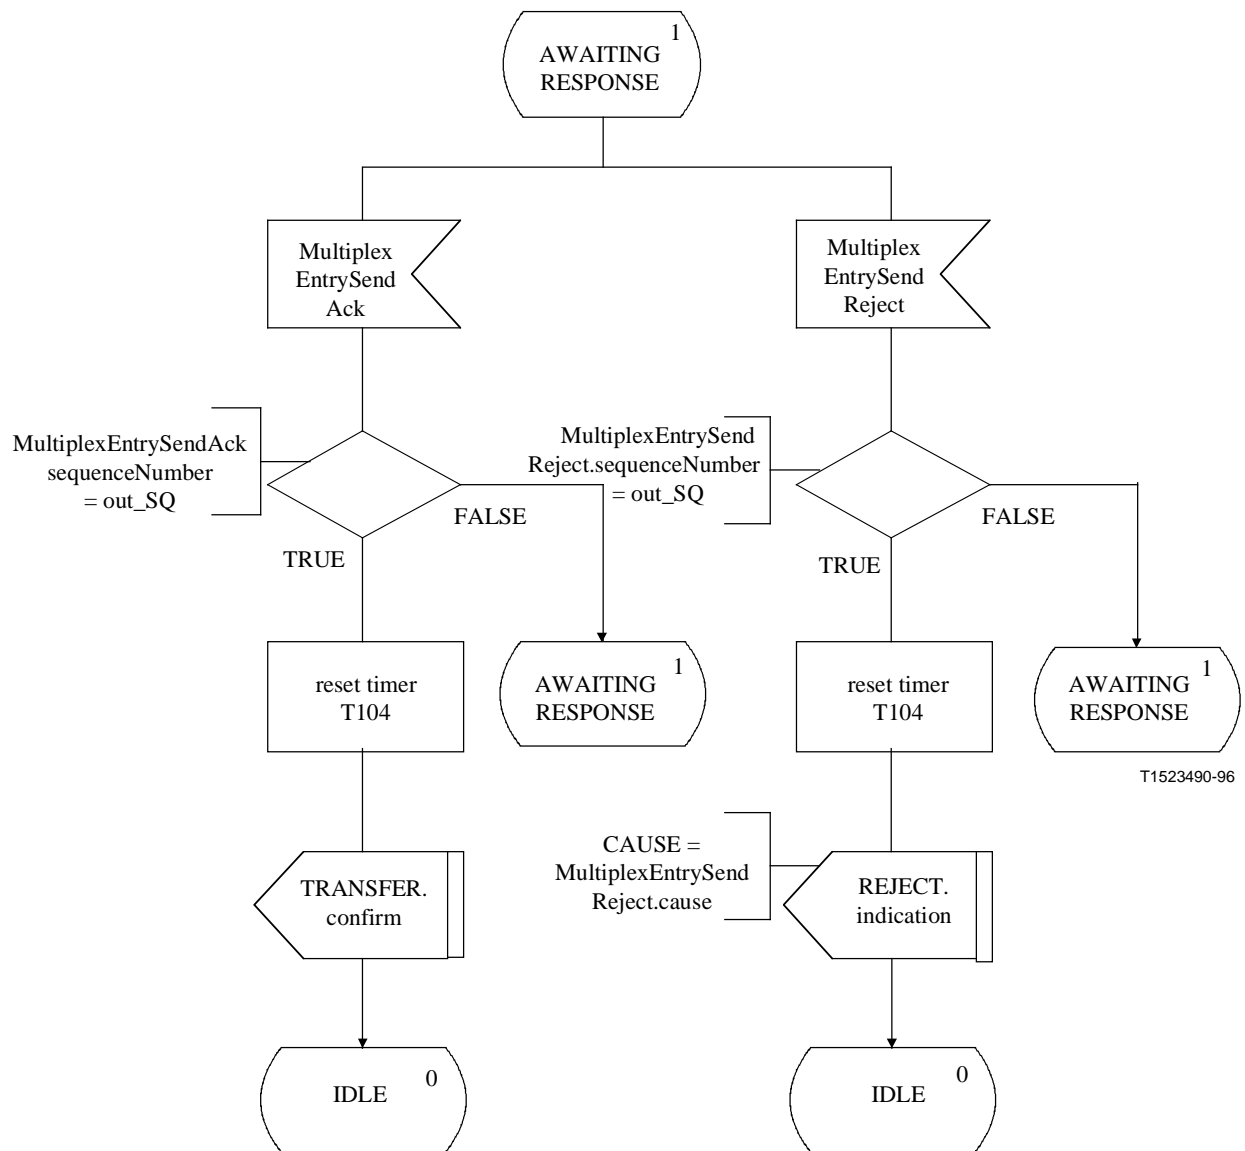 1
AWAITING
RESPONSE
Multiplex
EntrySend
Ack
Multiplex
EntrySend
Reject
MultiplexEntrySendAck
sequenceNumber
= out_SQ
FALSE
TRUE
MultiplexEntrySend
Reject.sequenceNumber
= out_SQ
FALSE
TRUE
reset timer
T104
1
AWAITING
RESPONSE
reset timer
T104
1
AWAITING
RESPONSE
T1523490-96
TRANSFER.
confirm
CAUSE =
MultiplexEntrySend
Reject.cause
REJECT.
indication
0
IDLE
0
IDLE